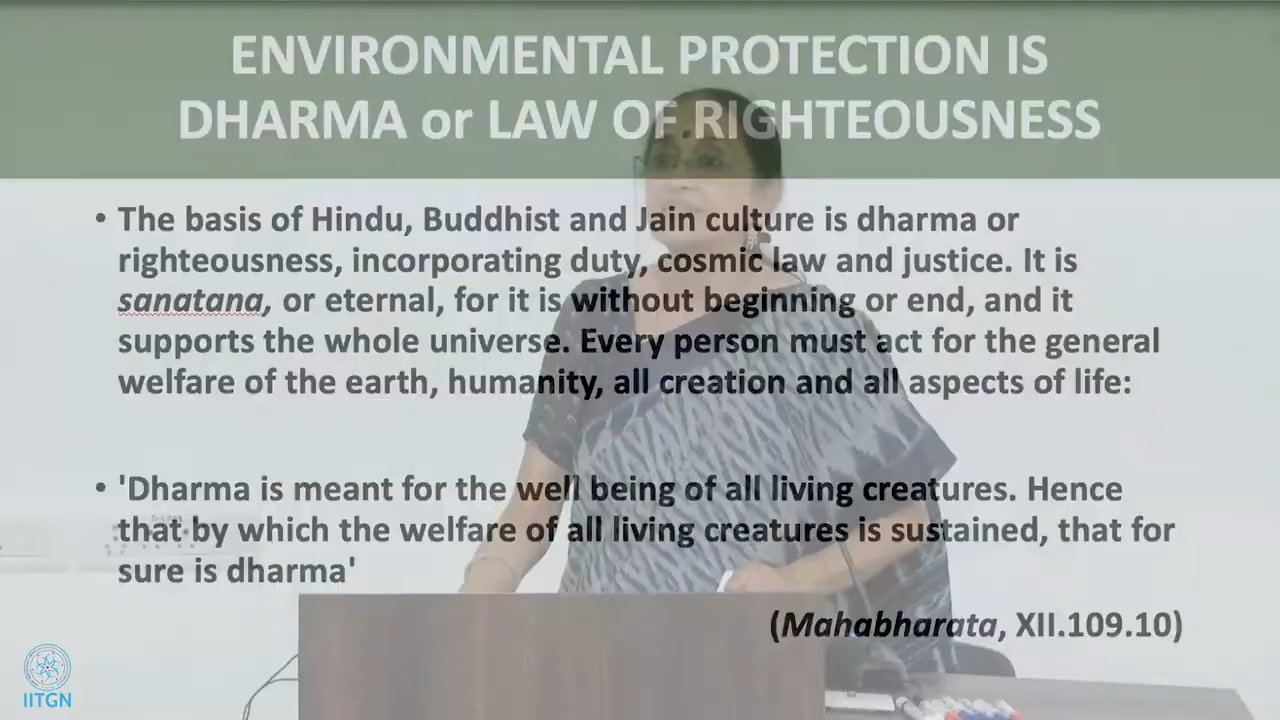 ENVIRONMENTAL PROTECTION IS
DHARMA or LAW OF RIGHTEOUSNESS
• The basis of Hindu, Buddhist and Jain culture is dharma or
righteousness, incorporating duty, cosmic law and justice. It is
sanatana, or eternal, for it is without beginning or end, and it
supports the whole universe. Every person must act for the general
welfare of the earth, humanity, all creation and all aspects of life:
• 'Dharma is meant for the well being of all living creatures. Hence
that by which the welfare of all living creatures is sustained, that for
sure is dharma'
(Mahabharata, XII.109.10)
IITGN